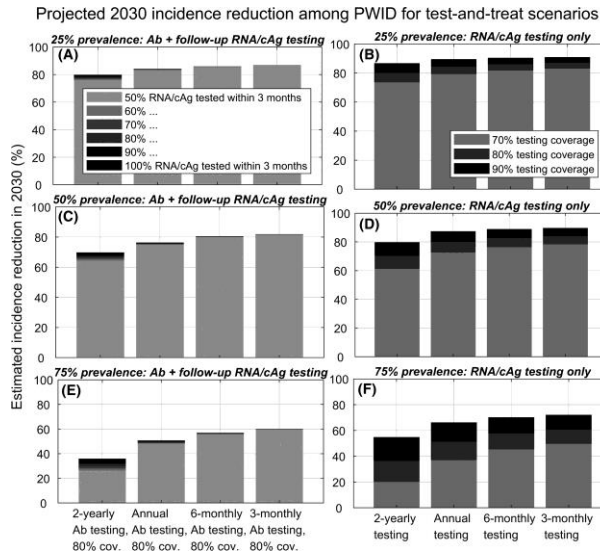 Projected 2030 incidence reduction among PWID for test-and-treat scenarios
Estimated incidence reduction in 2030 (%)
25% prevalence: Ab + follow-up RNA/cAg testing
(A)
100
80
60
40
20
0
50% RNA/cAg tested within 3 months
60% ...
70% ...
80% ...
90% ...
100% RNA/cAg tested within 3 months
25% prevalence: RNA/cAg testing only
(B)
100
80
60
40
20
0
70% testing coverage
80% testing coverage
90% testing coverage
50% prevalence: Ab + follow-up RNA/cAg testing
(C)
100
80
60
40
20
0
50% prevalence: RNA/cAg testing only
(D)
100
80
60
40
20
0
75% prevalence: Ab + follow-up RNA/cAg testing
(E)
100
80
60
40
20
0
2-yearly
Ab testing,
80% cov.
Annual
Ab testing,
80% cov.
6-monthly
Ab testing,
80% cov.
3-monthly
Ab testing,
80% cov.
75% prevalence: RNA/cAg testing only
(F)
100
80
60
40
20
0
2-yearly
testing
Annual
testing
6-monthly
testing
3-monthly
testing